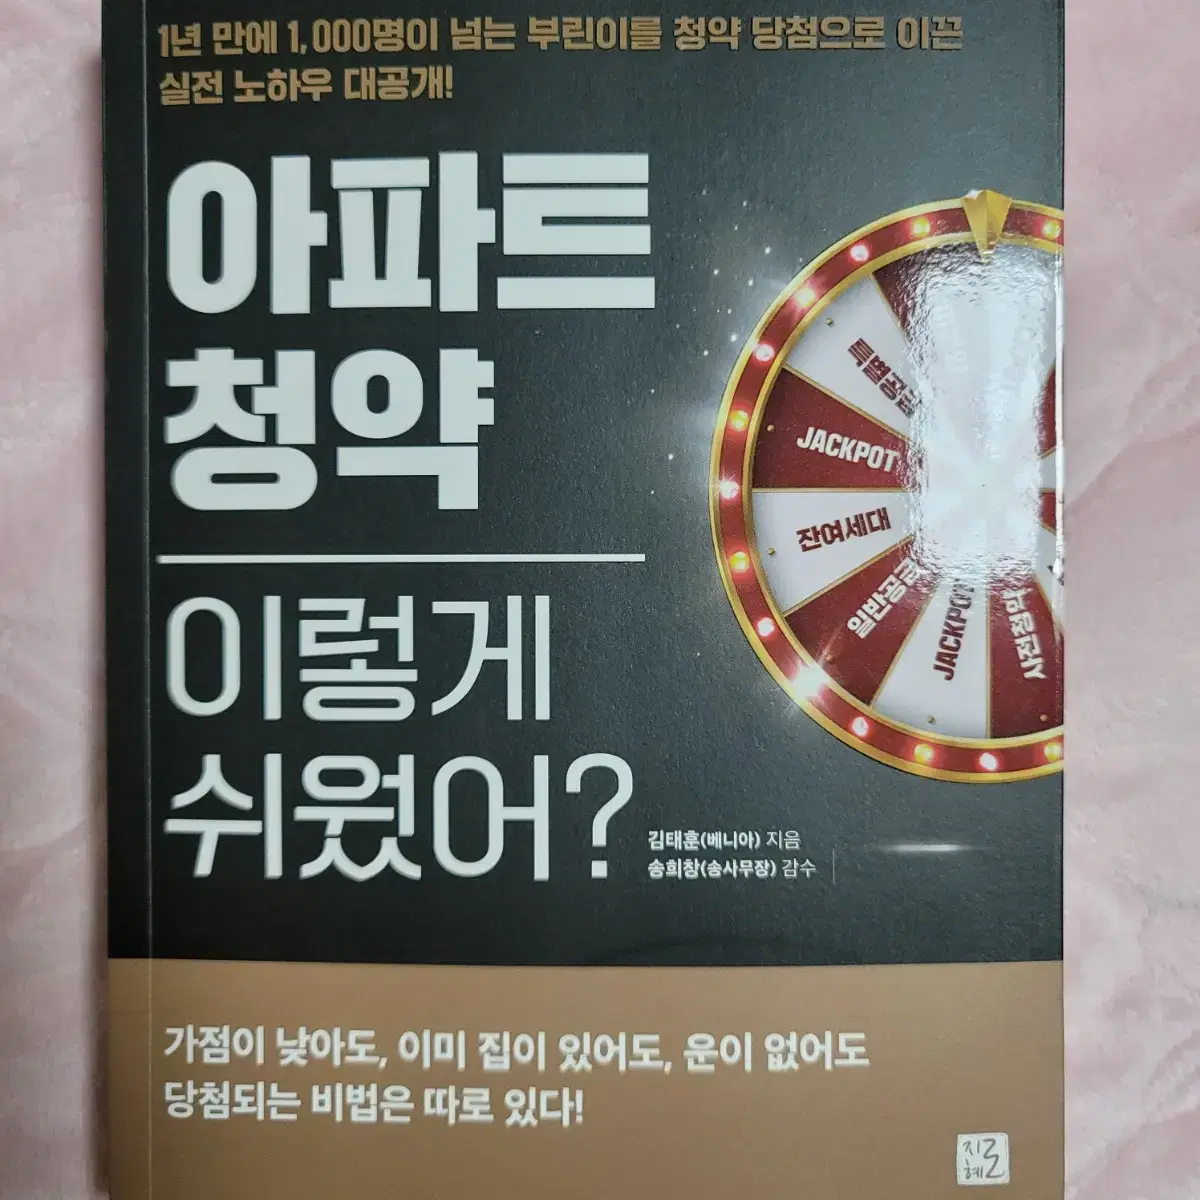 1년 만에 1,000명이 넘는 부린이를 청약 당첨으로 이끈
실전 노하우 대공개!
아파트
청약
이렇게
쉬웠어?
김태훈(베니아) 지음
송희창(송사무장) 감수
특별공급
JACKPOT
잔여세대
일반공급
JACKPOT
사전청약
가점이 낮아도, 이미 집이 있어도, 운이 없어도
당첨되는 비법은 따로 있다!
지혜로